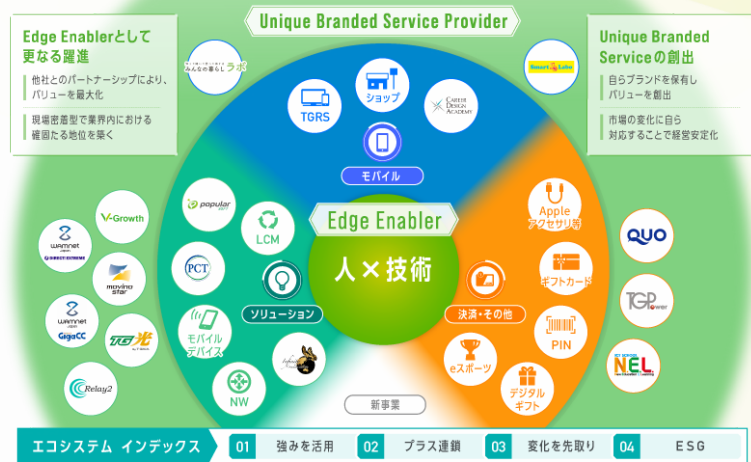 Unique Branded Service Provider
Edge Enablerとして
更なる躍進
他社とのパートナーシップにより、
バリューを最大化
現場密着型で業界内における
確固たる地位を築く
Unique Branded
Serviceの創出
自らブランドを保有し
バリューを創出
市場の変化に自ら
対応することで経営安定化
みんなの暮らしラボ
Smart Labo
TGRS
ショップ
CAREER
DESIGN
ACADEMY
モバイル
Edge Enabler
人×技術
popular
LCM
PCT
ソリューション
モバイル
デバイス
NW
Apple
アクセサリ等
ギフトカード
決済・その他
PIN
eスポーツ
デジタル
ギフト
新事業
V-Growth
WAMNET
DIRECT! EXTREME
moving
star
WAMNET
GigaCC
TG光
Relay2
QUO
TGPower
NEL
エコシステム インデックス
01 強みを活用
02 プラス連鎖
03 変化を先取り
04 ESG